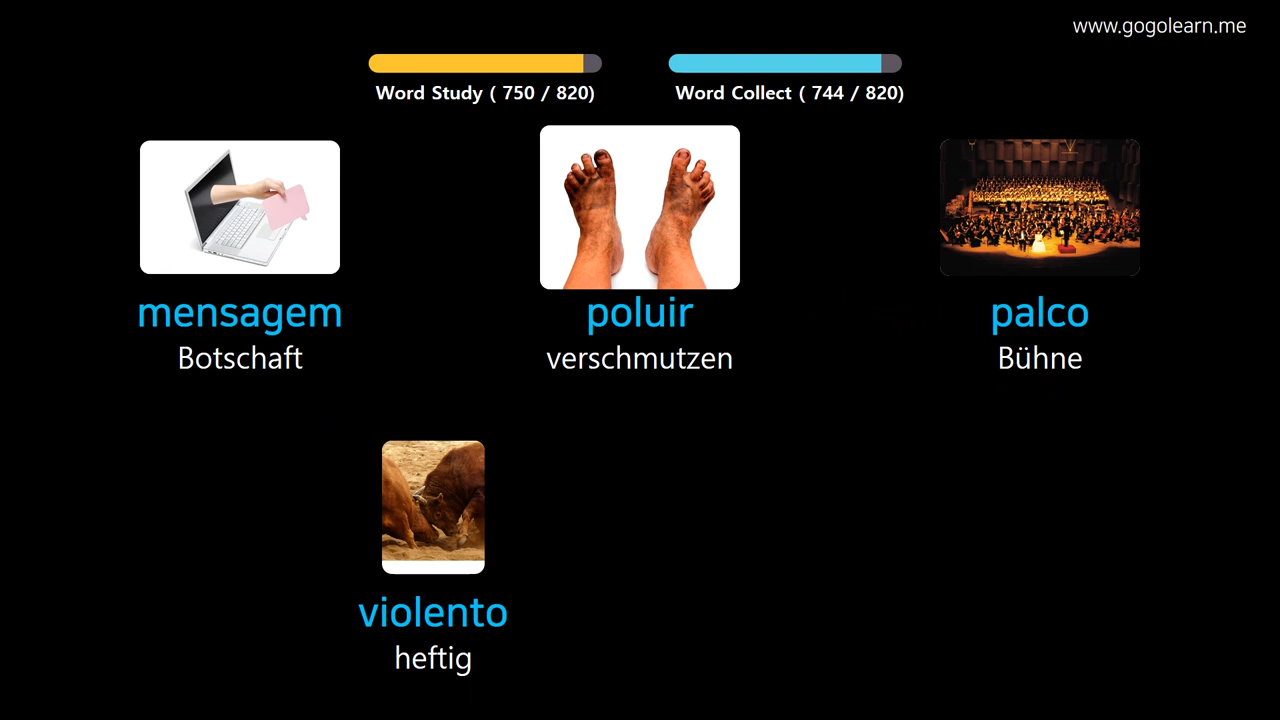 www.gogolearn.me
Word Study ( 750 / 820)
Word Collect ( 744 / 820)
mensagem
Botschaft
poluir
verschmutzen
palco
Bühne
violento
heftig